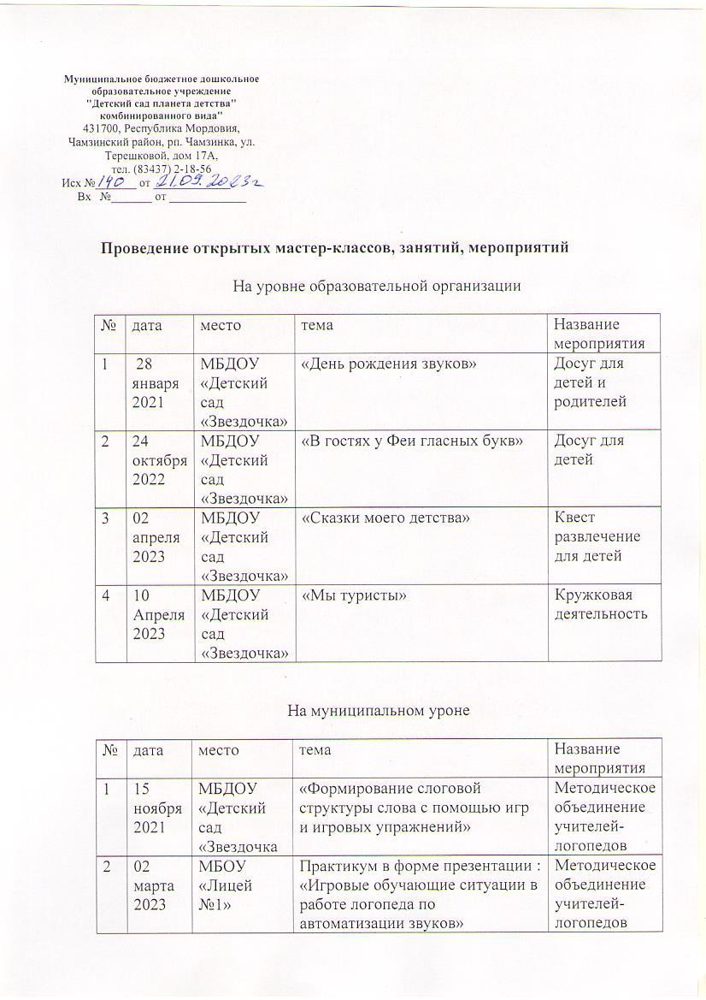 Муниципальное бюджетное дошкольное
образовательное учреждение
"Детский сад планета детства"
комбинированного вида"
431700, Республика Мордовия,
Чамзинский район, рп. Чамзинка, ул.
Терешковой, дом 17А,
тел. (83437) 2-18-56
Исх № 190 от 21.09.2023г
Вх №_______ от _____________
Проведение открытых мастер-классов, занятий, мероприятий
На уровне образовательной организации
№ дата место тема Название
мероприятия
1 28 МБДОУ «День рождения звуков» Досуг для
января «Детский детей и
2021 сад родителей
«Звездочка»
2 24 МБДОУ «В гостях у Феи гласных букв» Досуг для
октября «Детский детей
2022 сад
«Звездочка»
3 02 МБДОУ «Сказки моего детства» Квест
апреля «Детский развлечение
2023 сад для детей
«Звездочка»
4 10 МБДОУ «Мы туристы» Кружковая
Апреля «Детский деятельность
2023 сад
«Звездочка»
На муниципальном уроне
№ дата место тема Название
мероприятия
1 15 МБДОУ «Формирование слоговой Методическое
ноября «Детский структуры слова с помощью игр объединение
2021 сад и игровых упражнений» учителей-
«Звездочка логопедов
2 02 МБОУ Практикум в форме презентации : Методическое
марта «Лицей «Игровые обучающие ситуации в объединение
2023 №1» работе логопеда по учителей-
автоматизации звуков» логопедов